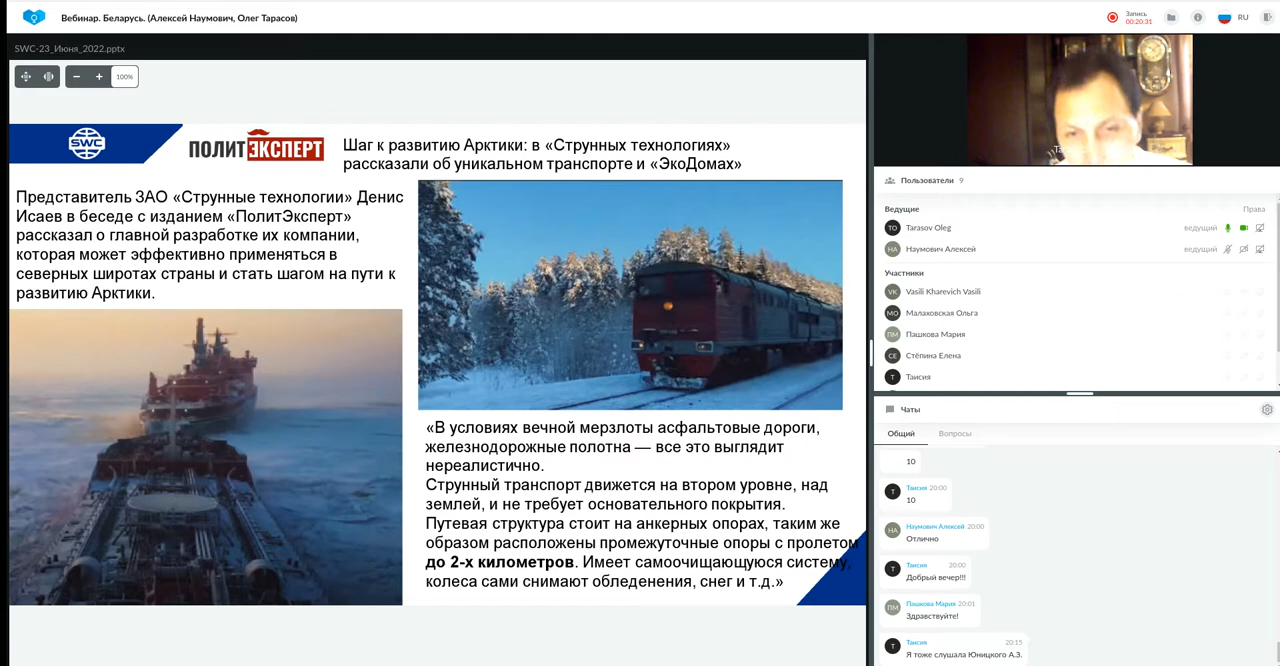 Вебинар. Беларусь. (Алексей Наумович, Олег Тарасов)
Запись
00:20:31
RU
SWC-23_Июня_2022.pptx
100%
SWC
ПОЛИТ ЭКСПЕРТ
Шаг к развитию Арктики: в «Струнных технологиях»
рассказали об уникальном транспорте и «ЭкоДомах»
Представитель ЗАО «Струнные технологии» Денис
Исаев в беседе с изданием «ПолитЭксперт»
рассказал о главной разработке их компании,
которая может эффективно применяться в
северных широтах страны и стать шагом на пути к
развитию Арктики.
«В условиях вечной мерзлоты асфальтовые дороги,
железнодорожные полотна — все это выглядит
нереалистично.
Струнный транспорт движется на втором уровне, над
землей, и не требует основательного покрытия.
Путевая структура стоит на анкерных опорах, таким же
образом расположены промежуточные опоры с пролетом
до 2-х километров. Имеет самоочищающуюся систему,
колеса сами снимают обледенения, снег и т.д.»
Пользователи 9
Ведущие Права
TO Tarasov Oleg ведущий
НА Наумович Алексей ведущий
Участники
VK Vasili Kharevich Vasili
МО Малаховская Ольга
ПМ Пашкова Мария
СЕ Стёпина Елена
Т Таисия
Чаты
Общий Вопросы
10
Т Таисия 20:00
10
НА Наумович Алексей 20:00
Отлично
Т Таисия 20:00
Добрый вечер!!!
ПМ Пашкова Мария 20:01
Здравствуйте!
Т Таисия 20:15
Я тоже слушала Юницкого А.Э.